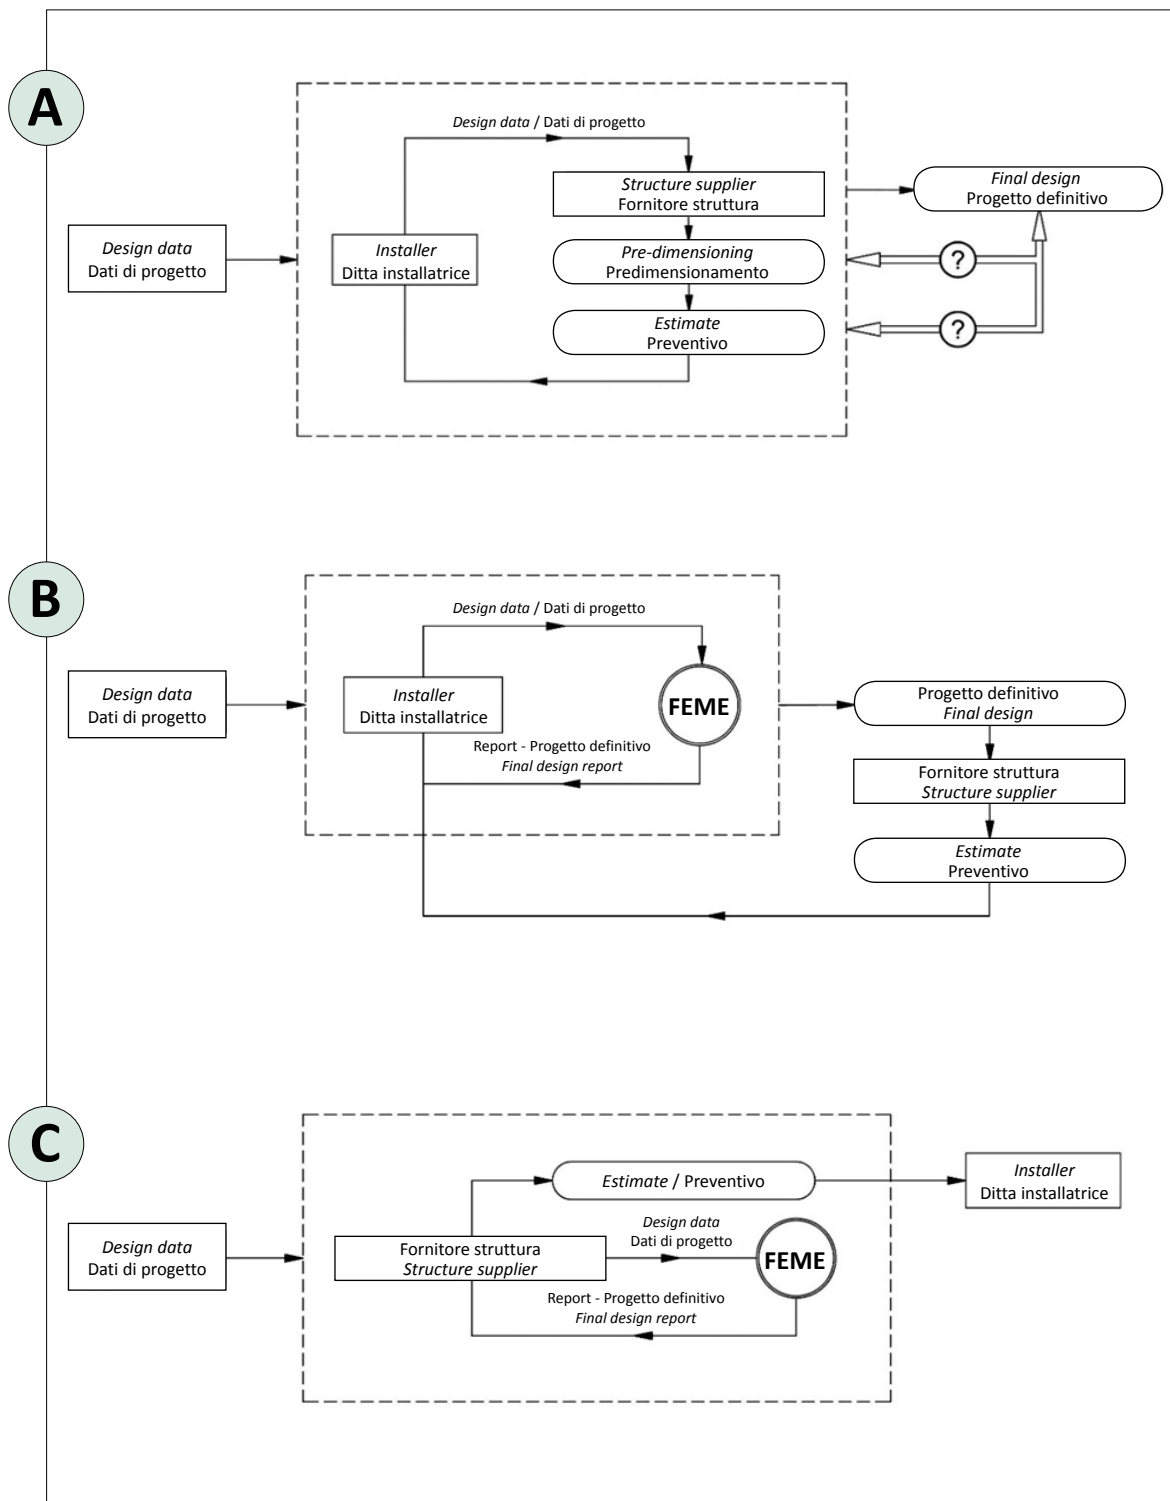 A
Design data / Dati di progetto
Structure supplier
Fornitore struttura
Final design
Progetto definitivo
Design data
Dati di progetto
Installer
Ditta installatrice
Pre-dimensioning
Predimensionamento
?
Estimate
Preventivo
?
B
Design data / Dati di progetto
Design data
Dati di progetto
Installer
Ditta installatrice
FEME
Progetto definitivo
Final design
Report - Progetto definitivo
Final design report
Fornitore struttura
Structure supplier
Estimate
Preventivo
C
Estimate / Preventivo
Installer
Ditta installatrice
Design data
Dati di progetto
Design data
Dati di progetto
Fornitore struttura
Structure supplier
FEME
Report - Progetto definitivo
Final design report